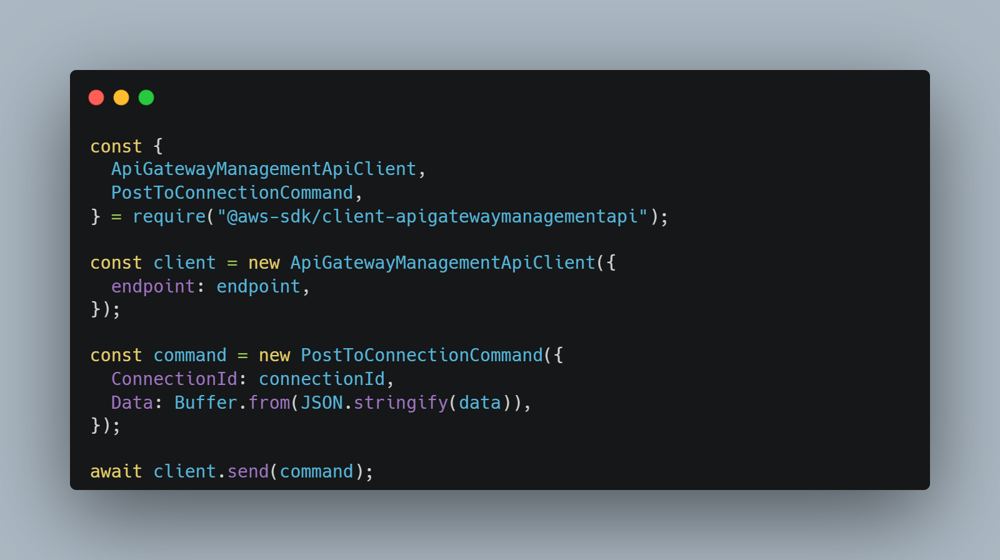 const {
  ApiGatewayManagementApiClient,
  PostToConnectionCommand,
} = require("@aws-sdk/client-apigatewaymanagementapi");

const client = new ApiGatewayManagementApiClient({
  endpoint: endpoint,
});

const command = new PostToConnectionCommand({
  ConnectionId: connectionId,
  Data: Buffer.from(JSON.stringify(data)),
});

await client.send(command);